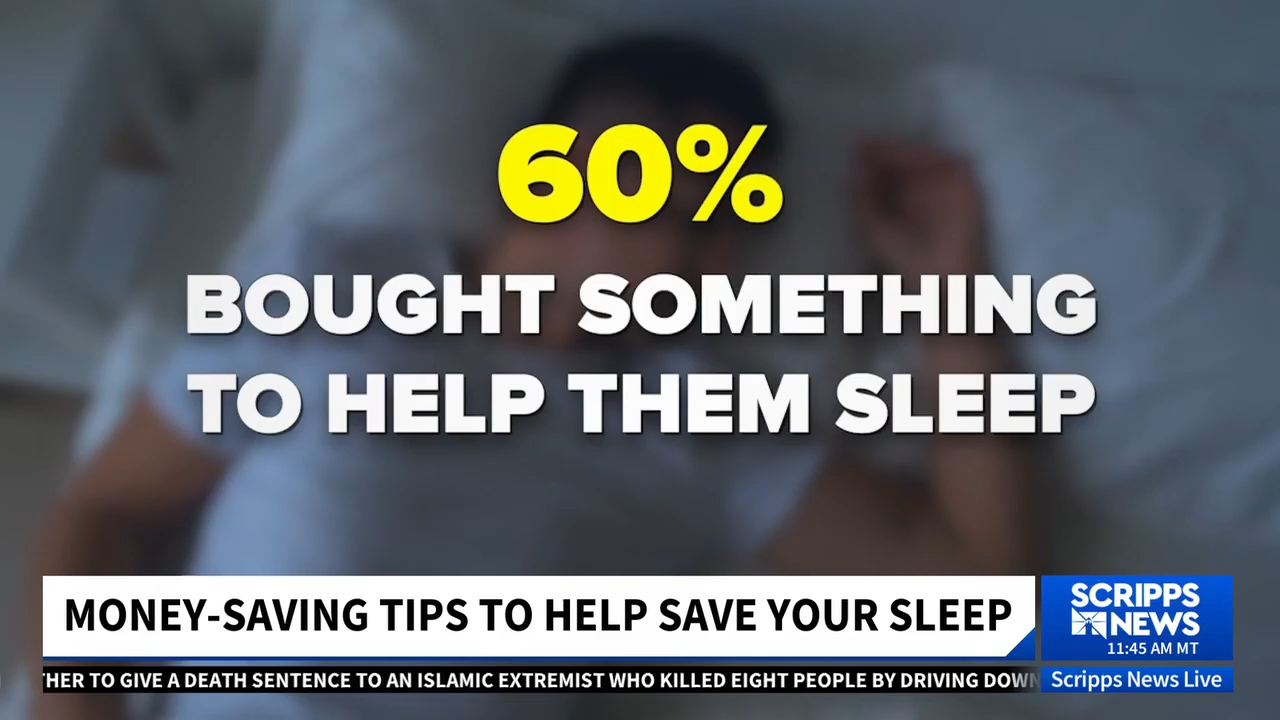 60%
BOUGHT SOMETHING
TO HELP THEM SLEEP
MONEY-SAVING TIPS TO HELP SAVE YOUR SLEEP
SCRIPPS
NEWS
11:45 AM MT
TO GIVE A DEATH SENTENCE TO AN ISLAMIC EXTREMIST WHO KILLED EIGHT PEOPLE BY DRIVING DOWN
Scripps News Live